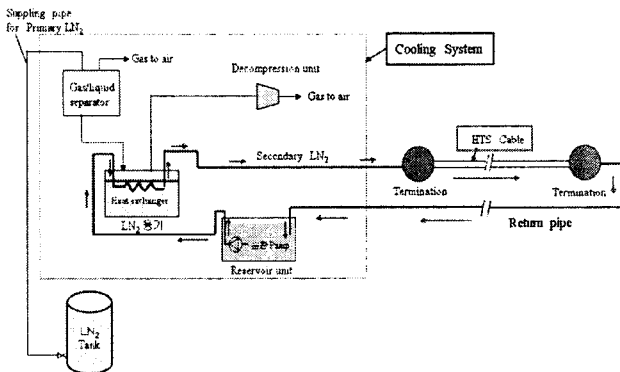 Suppling pipe
for Primary LN₂
Gas to air
Cooling System
Decompression unit
Gas/liquid
separator
Gas to air
HTS Cable
Secondary LN₂
Termination
Termination
Heat exchanger
LN₂ 용기
Return pipe
Pump
Reservoir unit
LN₂
Tank